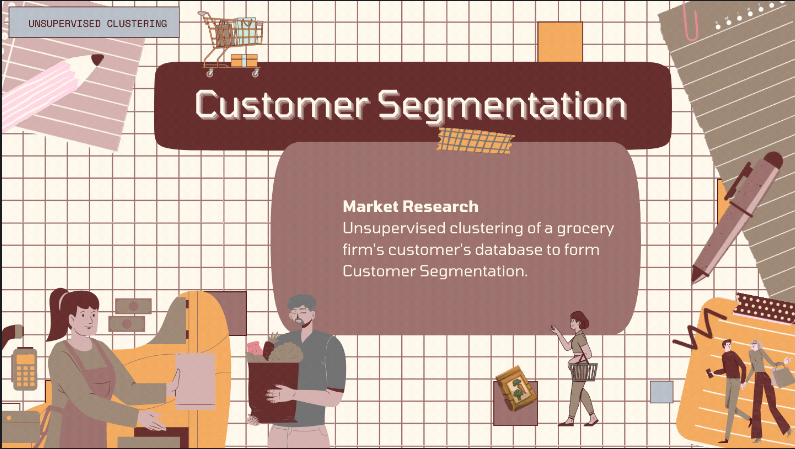 UNSUPERVISED CLUSTERING
Customer Segmentation
Market Research
Unsupervised clustering of a grocery
firm's customer's database to form
Customer Segmentation.